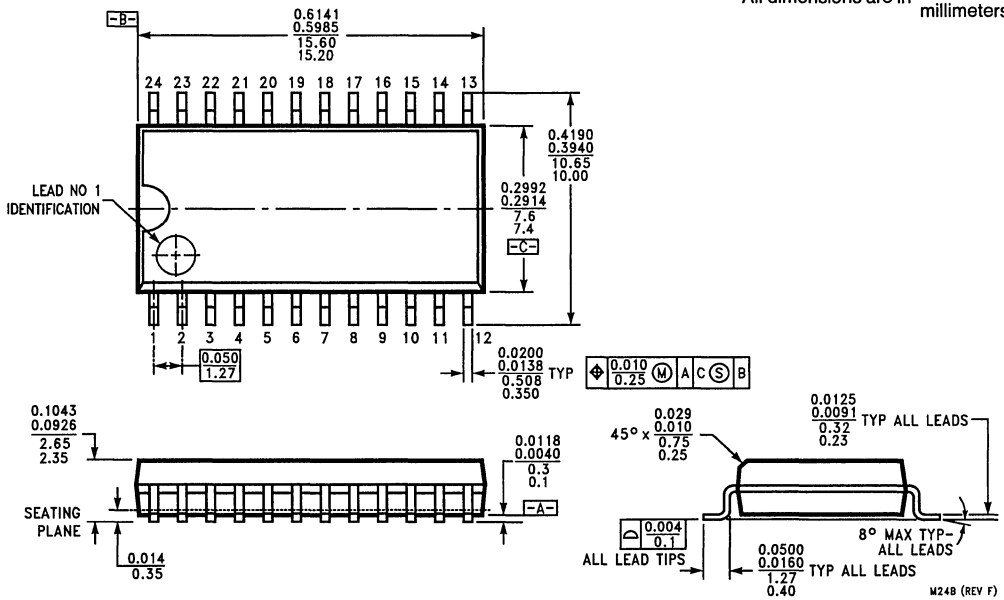 All dimensions are in millimeters
-B-
0.6141
0.5985
15.60
15.20
24 23 22 21 20 19 18 17 16 15 14 13
0.4190
0.3940
10.65
10.00
LEAD NO 1
IDENTIFICATION
0.2992
0.2914
7.6
7.4
-C-
1 2 3 4 5 6 7 8 9 10 11 12
0.050
1.27
0.0200
0.0138
0.508
0.350
TYP
⌖ 0.010
0.25 Ⓜ A C Ⓢ B
0.1043
0.0926
2.65
2.35
0.0118
0.0040
0.3
0.1
-A-
SEATING
PLANE
0.014
0.35
45° x 0.029
0.010
0.75
0.25
0.0125
0.0091
0.32
0.23
TYP ALL LEADS
0.004
0.1
ALL LEAD TIPS
8° MAX TYP-
ALL LEADS
0.0500
0.0160
1.27
0.40
TYP ALL LEADS
M24B (REV F)